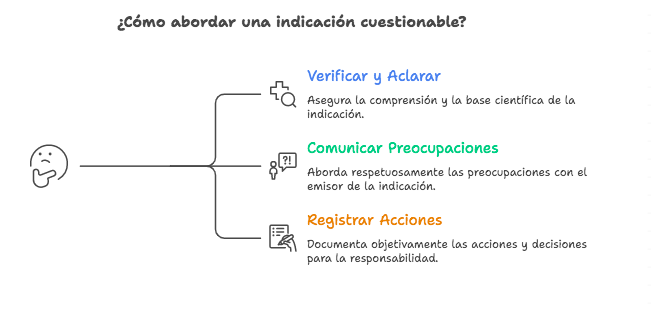 ¿Cómo abordar una indicación cuestionable?
Verificar y Aclarar
Asegura la comprensión y la base científica de la
indicación.
?!
Comunicar Preocupaciones
Aborda respetuosamente las preocupaciones con el
emisor de la indicación.
Registrar Acciones
Documenta objetivamente las acciones y decisiones
para la responsabilidad.